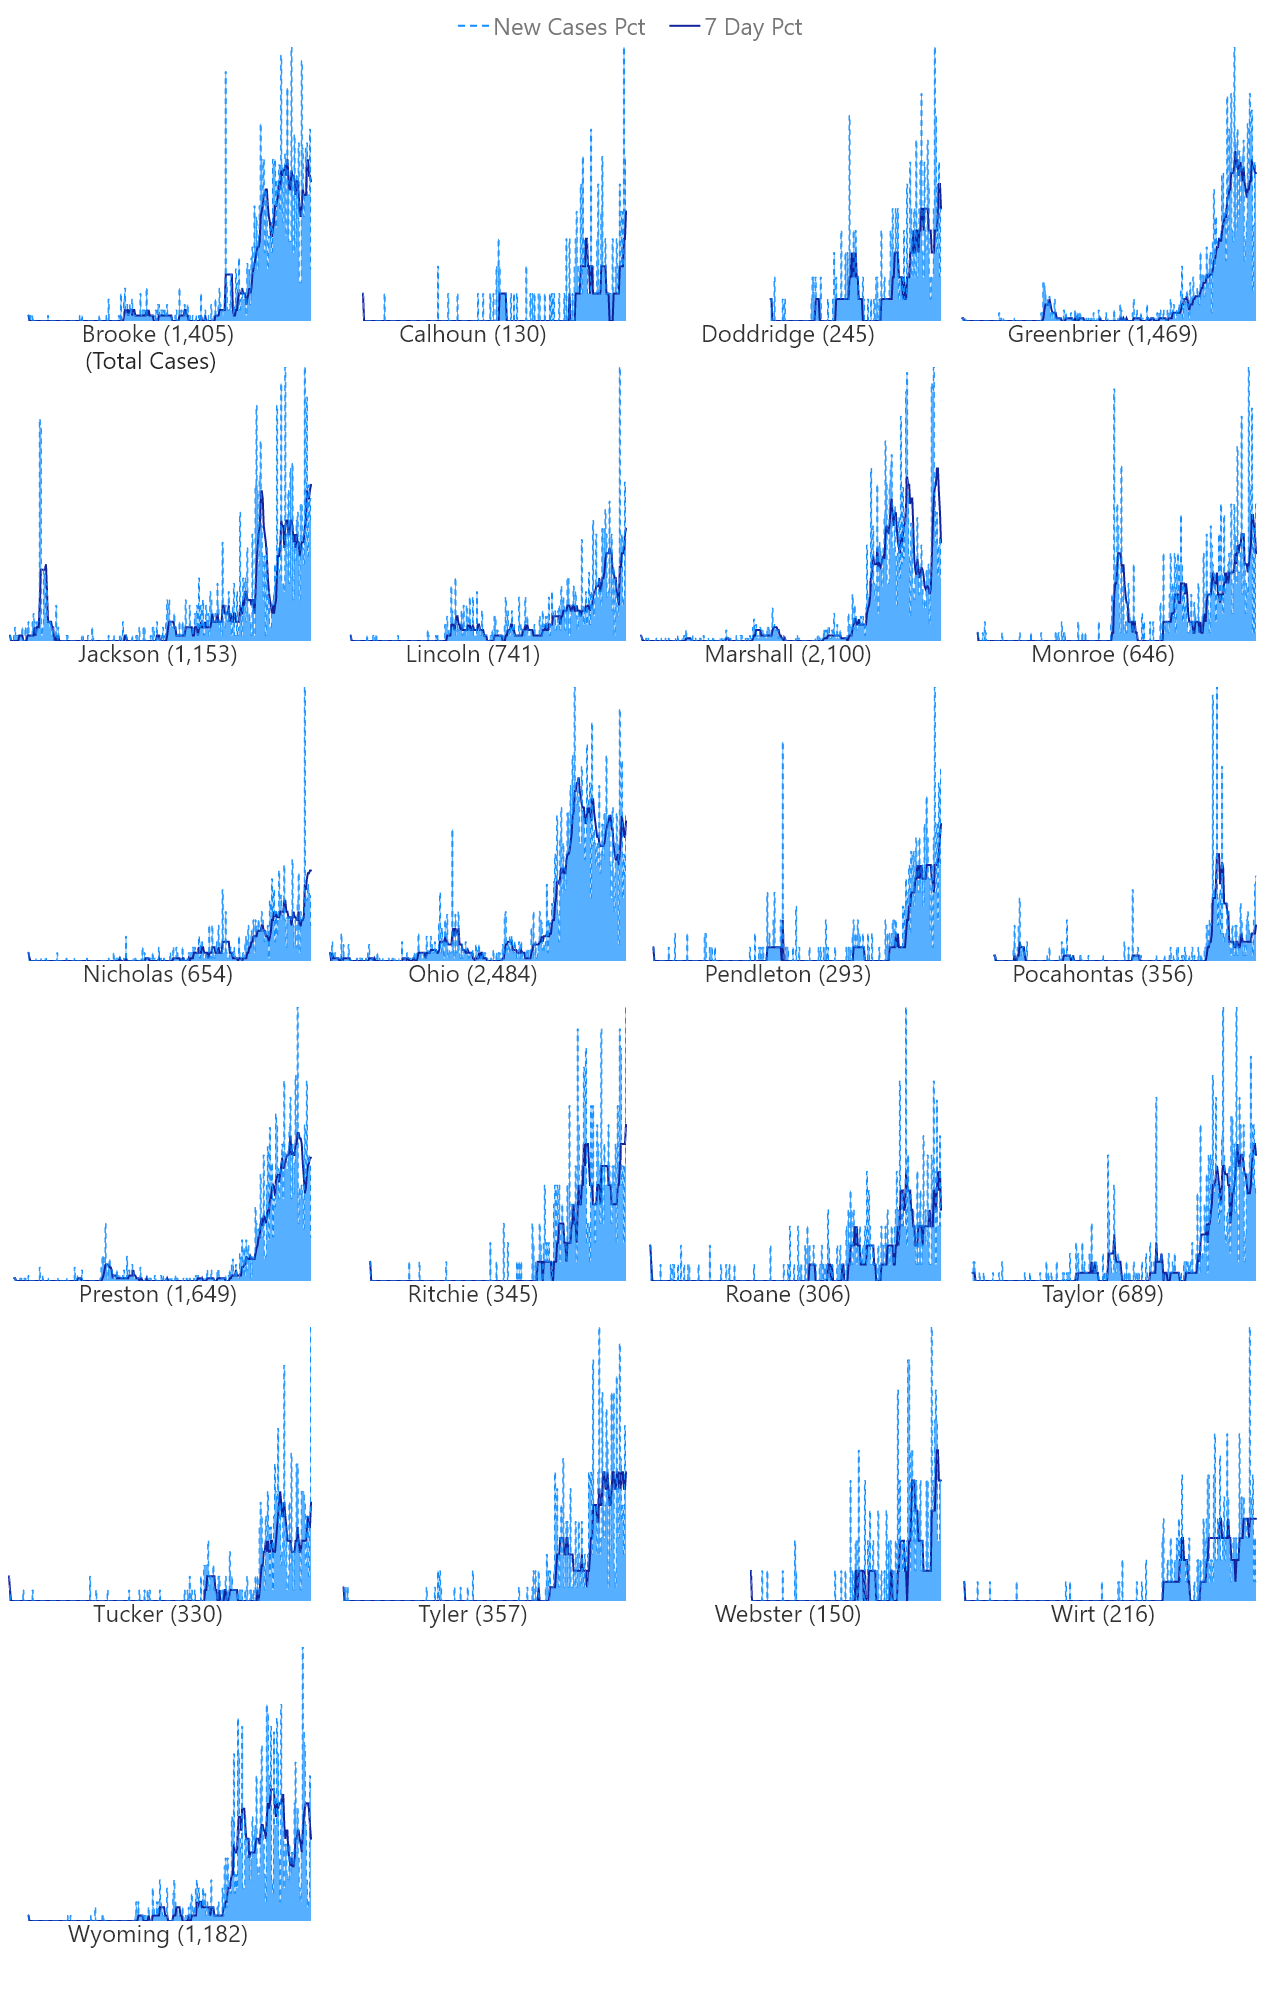 New Cases Pct 7 Day Pct
Brooke (1,405) Calhoun (130) Doddridge (245) Greenbrier (1,469)
(Total Cases)
Jackson (1,153) Lincoln (741) Marshall (2,100) Monroe (646)
Nicholas (654) Ohio (2,484) Pendleton (293) Pocahontas (356)
Preston (1,649) Ritchie (345) Roane (306) Taylor (689)
Tucker (330) Tyler (357) Webster (150) Wirt (216)
Wyoming (1,182)